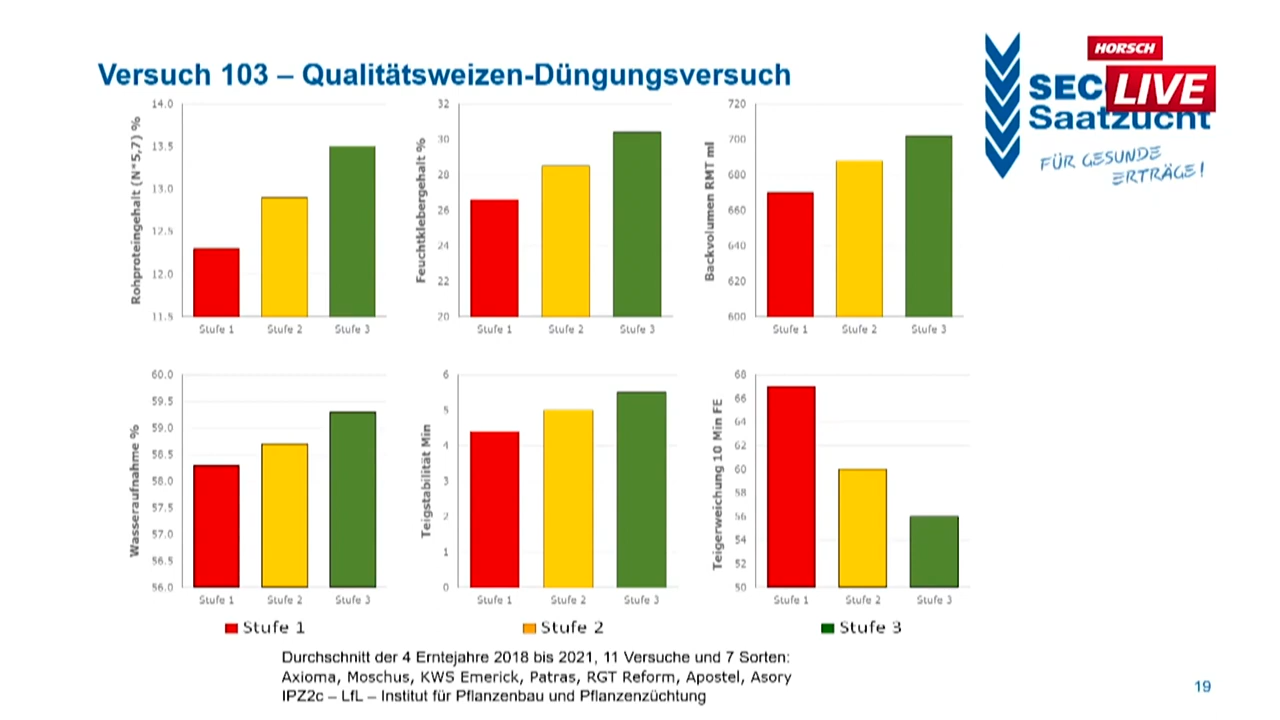 HORSCH
LIVE
SEC
Saatzucht
FÜR GESUNDE
ERTRÄGE!
Versuch 103 – Qualitätsweizen-Düngungsversuch
Rohproteingehalt (N*5,7) %
14.0
13.5
13.0
12.5
12.0
11.5
Stufe 1 Stufe 2 Stufe 3
Feuchtklebergehalt %
32
30
28
26
24
22
20
Stufe 1 Stufe 2 Stufe 3
Backvolumen RMT ml
720
700
680
660
640
620
600
Stufe 1 Stufe 2 Stufe 3
Wasseraufnahme %
60.0
59.5
59.0
58.5
58.0
57.5
57.0
56.5
56.0
Stufe 1 Stufe 2 Stufe 3
Teigstabilität Min
6
5
4
3
2
1
0
Stufe 1 Stufe 2 Stufe 3
Teigerweichung 10 Min FE
68
66
64
62
60
58
56
54
52
50
Stufe 1 Stufe 2 Stufe 3
Stufe 1 Stufe 2 Stufe 3
Durchschnitt der 4 Erntejahre 2018 bis 2021, 11 Versuche und 7 Sorten:
Axioma, Moschus, KWS Emerick, Patras, RGT Reform, Apostel, Asory
IPZ2c – LfL – Institut für Pflanzenbau und Pflanzenzüchtung
19